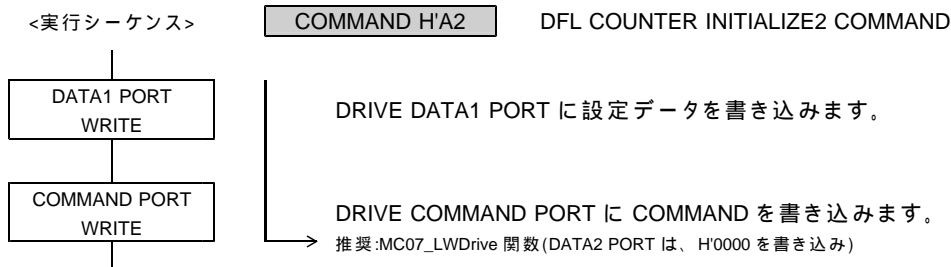 <実行シーケンス> COMMAND H'A2 DFL COUNTER INITIALIZE2 COMMAND
DATA1 PORT
WRITE
DRIVE DATA1 PORT に設定データを書き込みます。
COMMAND PORT
WRITE
DRIVE COMMAND PORT に COMMAND を書き込みます。
推奨:MC07_LWDrive 関数(DATA2 PORT は、H'0000 を書き込み)